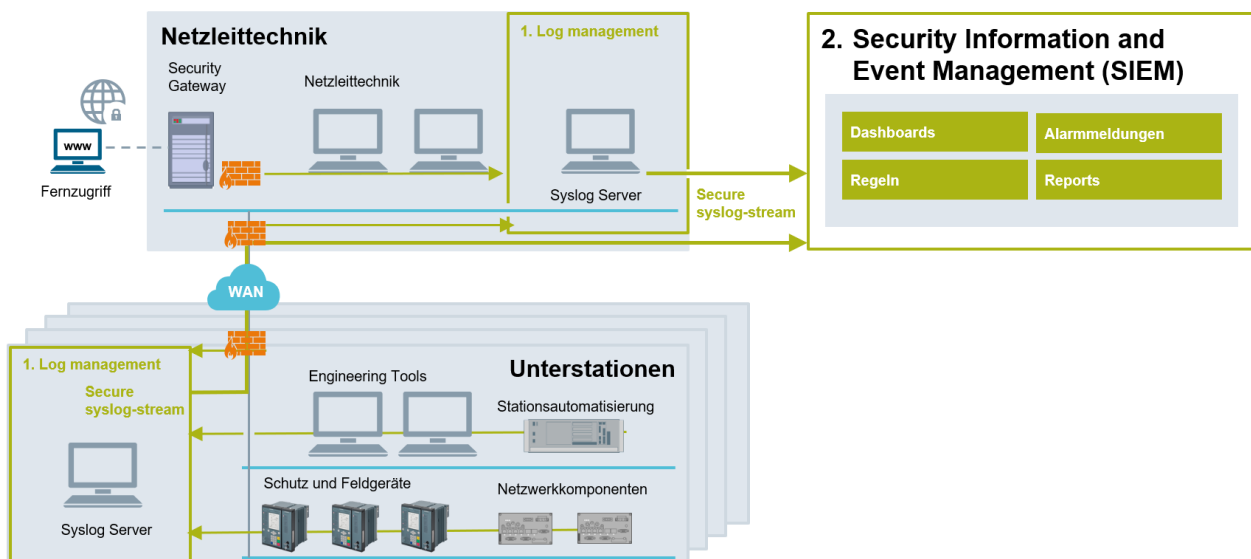 Netzleittechnik
1. Log management
Security
Gateway
Netzleittechnik
www
Fernzugriff
Syslog Server
Secure
syslog-stream
2. Security Information and
Event Management (SIEM)
Dashboards
Alarmmeldungen
Regeln
Reports
WAN
1. Log management
Secure
syslog-stream
Syslog Server
Unterstationen
Engineering Tools
Stationsautomatisierung
Schutz und Feldgeräte
Netzwerkkomponenten